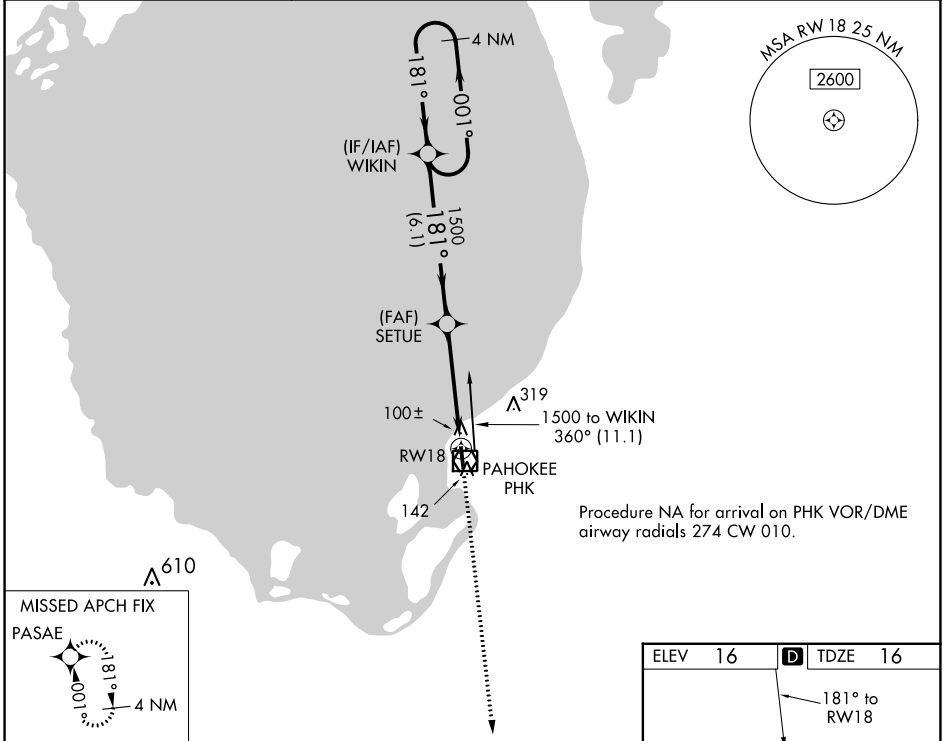 MSA RW 18 25 NM
2600
4 NM
181°
001°
(IF/IAF)
WIKIN
1500
181°
(6.1)
(FAF)
SETUE
319
100±
1500 to WIKIN
360° (11.1)
RW18
PAHOKEE
PHK
142
Procedure NA for arrival on PHK VOR/DME
airway radials 274 CW 010.
610
MISSED APCH FIX
PASAE
181°
001°
4 NM
ELEV 16 D TDZE 16
181° to
RW18